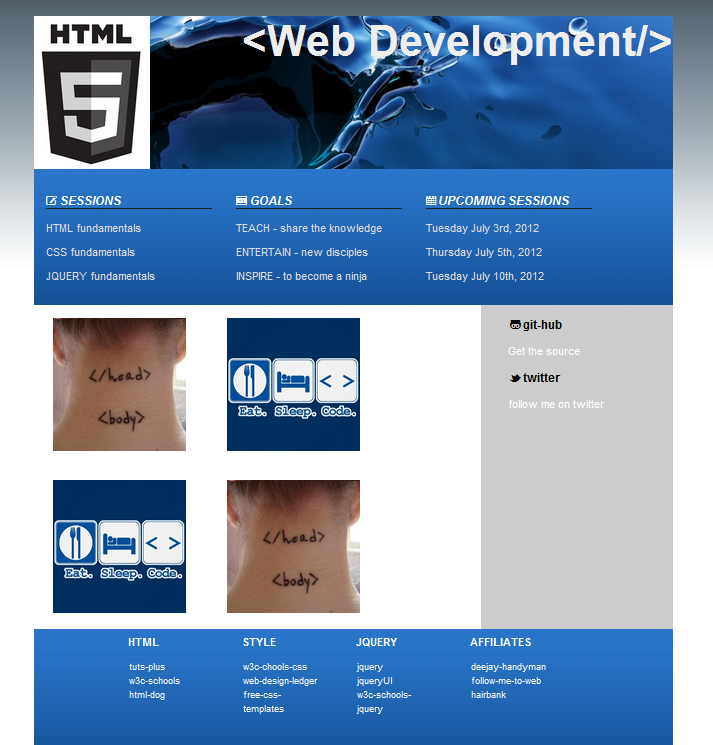 HTML
5
<Web Development/>
SESSIONS
HTML fundamentals
CSS fundamentals
JQUERY fundamentals
GOALS
TEACH - share the knowledge
ENTERTAIN - new disciples
INSPIRE - to become a ninja
UPCOMING SESSIONS
Tuesday July 3rd, 2012
Thursday July 5th, 2012
Tuesday July 10th, 2012
</head>
<body>
< >
Eat. Sleep. Code.
< >
Eat. Sleep. Code.
</head>
<body>
git-hub
Get the source
twitter
follow me on twitter
HTML
tuts-plus
w3c-schools
html-dog
STYLE
w3c-chools-css
web-design-ledger
free-css-
templates
JQUERY
jquery
jqueryUI
w3c-schools-
jquery
AFFILIATES
deejay-handyman
follow-me-to-web
hairbank